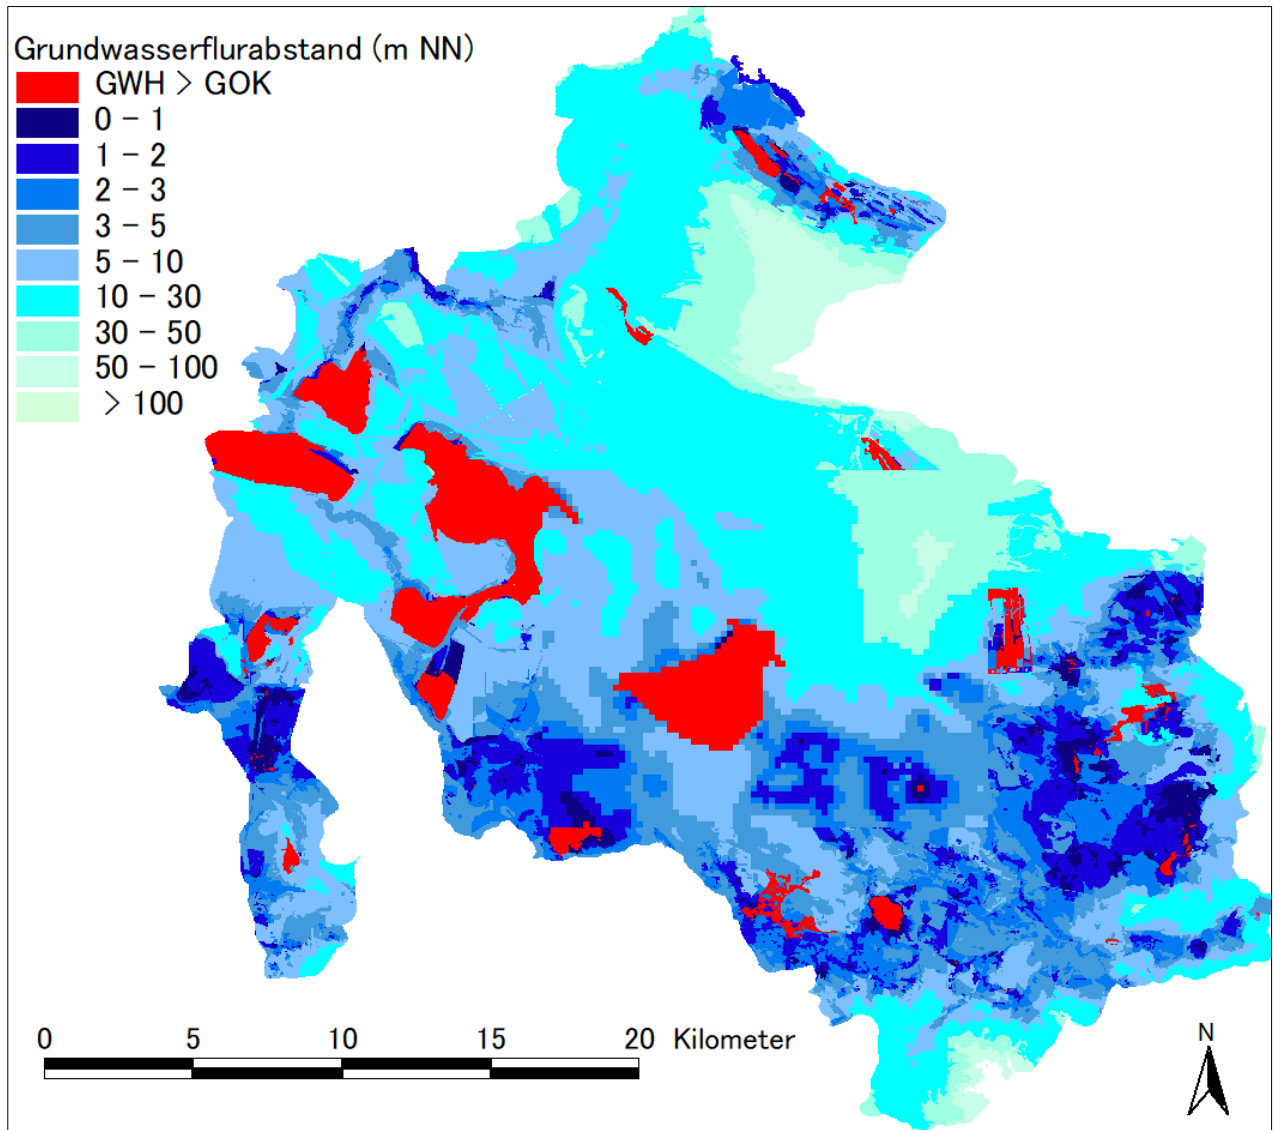 Grundwasserflurabstand (m NN)
GWH > GOK
0 - 1
1 - 2
2 - 3
3 - 5
5 - 10
10 - 30
30 - 50
50 - 100
> 100
0 5 10 15 20 Kilometer
N